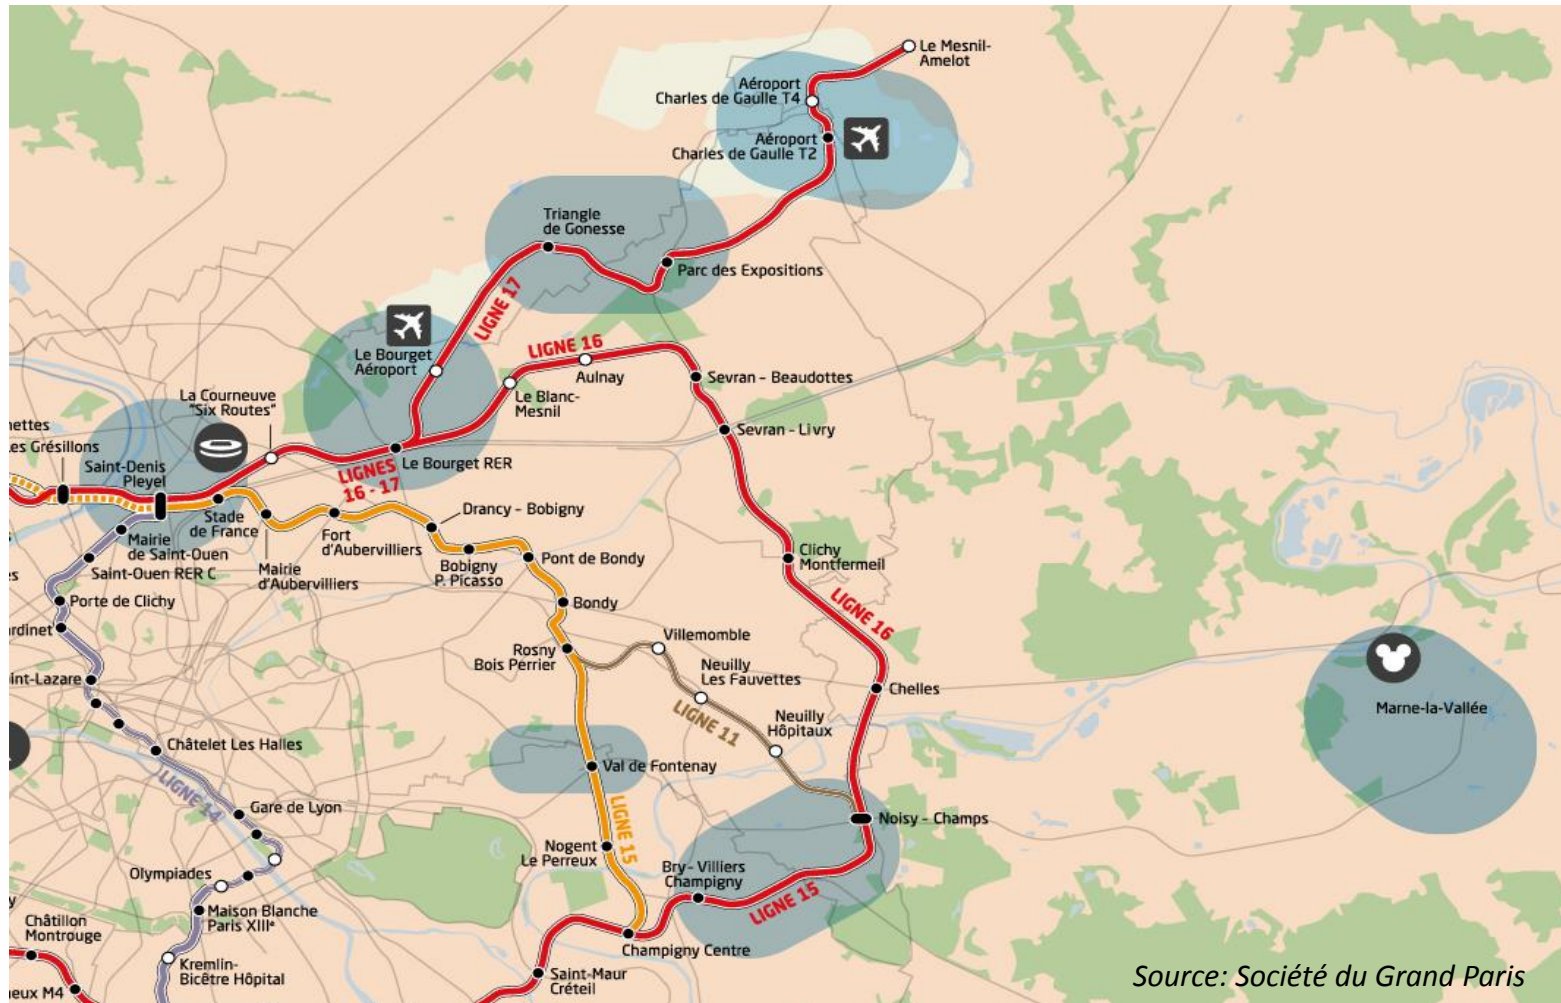 Le Mesnil-
Amelot
Aéroport
Charles de Gaulle T4
Aéroport
Charles de Gaulle T2
Triangle
de Gonesse
Parc des Expositions
LIGNE 17
LIGNE 16
Le Bourget
Aéroport
Aulnay
Sevran - Beaudottes
Le Blanc-
Mesnil
La Courneuve
"Six Routes"
Sevran - Livry
nettes
es Grésillons
Saint-Denis
Pleyel
Le Bourget RER
LIGNES
16 - 17
Stade
de France
Drancy - Bobigny
Mairie
de Saint-Ouen
Fort
d'Aubervilliers
Saint-Ouen RER C
Mairie
d'Aubervilliers
Bobigny
P. Picasso
Pont de Bondy
Clichy
Montfermeil
Porte de Clichy
Bondy
LIGNE 16
ardinet
Villemomble
Rosny
Bois Perrier
Neuilly
Les Fauvettes
int-Lazare
Chelles
LIGNE 11
Neuilly
Hôpitaux
Marne-la-Vallée
Châtelet Les Halles
Val de Fontenay
LIGNE 14
Gare de Lyon
LIGNE 15
Noisy - Champs
Nogent
Le Perreux
Bry- Villiers
Champigny
LIGNE 15
Olympiades
Maison Blanche
Paris XIIIe
Châtillon
Montrouge
Champigny Centre
Kremlin-
Bicêtre Hôpital
Saint-Maur
Créteil
eux M4
Source: Société du Grand Paris